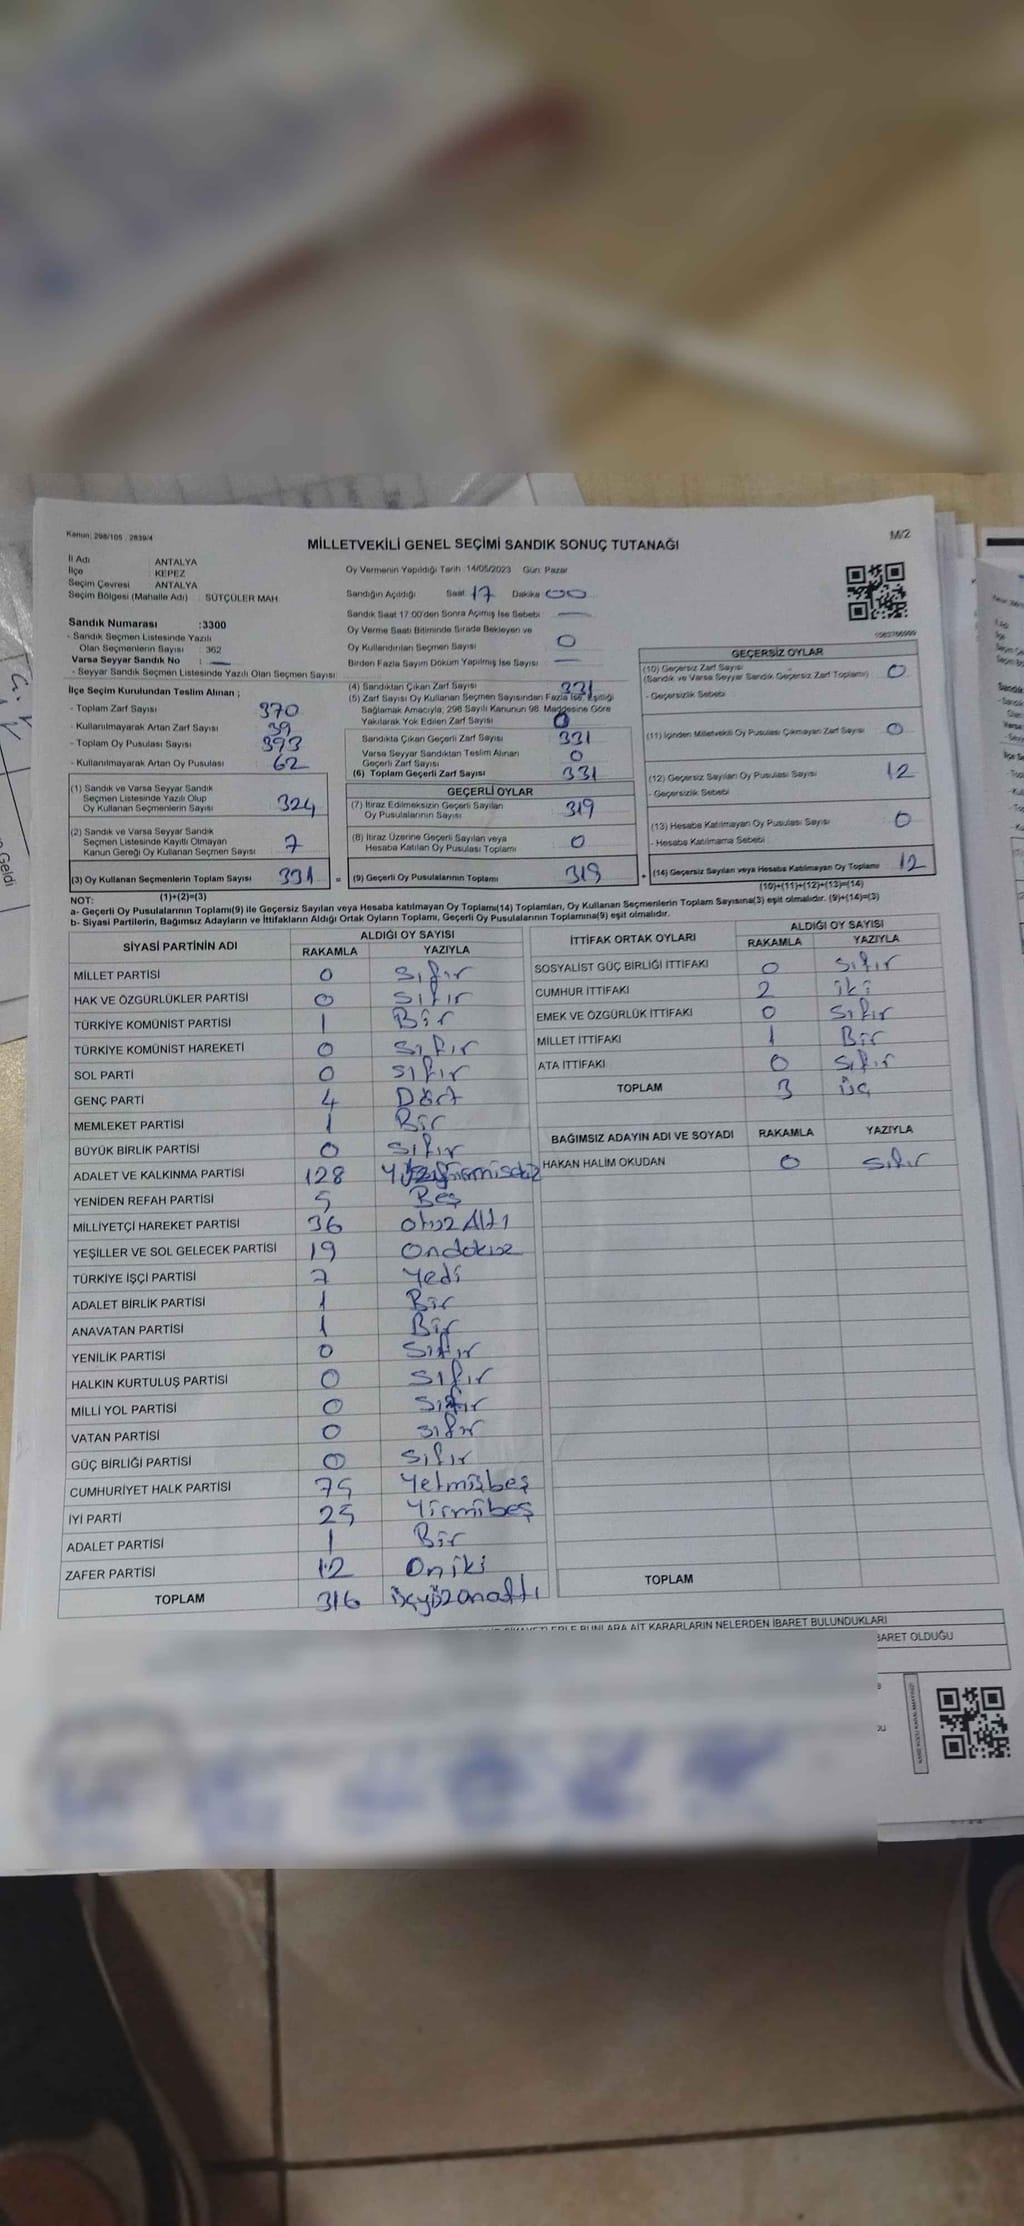 Kanun: 298/105 , 2839/4
M/2
MİLLETVEKİLİ GENEL SEÇİMİ SANDIK SONUÇ TUTANAĞI
İl Adı ANTALYA
İlçe KEPEZ
Seçim Çevresi ANTALYA
Seçim Bölgesi (Mahalle Adı) : SÜTÇÜLER MAH.
Sandık Numarası :3300
- Sandık Seçmen Listesinde Yazılı
Olan Seçmenlerin Sayısı : 362
Varsa Seyyar Sandık No : —
- Seyyar Sandık Seçmen Listesinde Yazılı Olan Seçmen Sayısı:
Oy Vermenin Yapıldığı Tarih :14/05/2023 Gün: Pazar
Sandığın Açıldığı Saat 17 Dakika 00
Sandık Saat 17:00'den Sonra Açımış İse Sebebi —
Oy Verme Saati Bitiminde Sırada Bekleyen ve
Oy Kullandırılan Seçmen Sayısı 0
Birden Fazla Sayım Döküm Yapılmış İse Sayısı —
İlçe Seçim Kurulundan Teslim Alınan ;
- Toplam Zarf Sayısı 370
- Kullanılmayarak Artan Zarf Sayısı 39
- Toplam Oy Pusulası Sayısı 393
- Kullanılmayarak Artan Oy Pusulası 62
(1) Sandık ve Varsa Seyyar Sandık
Seçmen Listesinde Yazılı Olup
Oy Kullanan Seçmenlerin Sayısı 324
(2) Sandık ve Varsa Seyyar Sandık
Seçmen Listesinde Kayıtlı Olmayan
Kanun Gereği Oy Kullanan Seçmen Sayısı 7
(3) Oy Kullanan Seçmenlerin Toplam Sayısı 331 =
(1)+(2)=(3)
(4) Sandıktan Çıkan Zarf Sayısı 331
(5) Zarf Sayısı Oy Kullanan Seçmen Sayısından Fazla İse, Eşitliği
Sağlamak Amacıyla; 298 Sayılı Kanunun 98. Maddesine Göre
Yakılarak Yok Edilen Zarf Sayısı 0
Sandıkta Çıkan Geçerli Zarf Sayısı 331
Varsa Seyyar Sandıktan Teslim Alınan
Geçerli Zarf Sayısı 0
(6) Toplam Geçerli Zarf Sayısı 331
GEÇERLİ OYLAR
(7) İtiraz Edilmeksizin Geçerli Sayılan
Oy Pusulalarının Sayısı 319
(8) İtiraz Üzerine Geçerli Sayılan veya
Hesaba Katılan Oy Pusulası Toplamı 0
(9) Geçerli Oy Pusulalarının Toplamı 319 +
GEÇERSİZ OYLAR
(10) Geçersiz Zarf Sayısı
(Sandık ve Varsa Seyyar Sandık Geçersiz Zarf Toplamı) 0
- Geçersizlik Sebebi
(11) İçinden Milletvekili Oy Pusulası Çıkmayan Zarf Sayısı 0
(12) Geçersiz Sayılan Oy Pusulası Sayısı 12
- Geçersizlik Sebebi
(13) Hesaba Katılmayan Oy Pusulası Sayısı 0
- Hesaba Katılmama Sebebi :
(14) Geçersiz Sayılan veya Hesaba Katılmayan Oy Toplamı 12
(10)+(11)+(12)+(13)=(14)
NOT:
a- Geçerli Oy Pusulalarının Toplamı(9) ile Geçersiz Sayılan veya Hesaba katılmayan Oy Toplamı(14) Toplamları, Oy Kullanan Seçmenlerin Toplam Sayısına(3) eşit olmalıdır. (9)+(14)=(3)
b- Siyasi Partilerin, Bağımsız Adayların ve İttifakların Aldığı Ortak Oyların Toplamı, Geçerli Oy Pusulalarının Toplamına(9) eşit olmalıdır.
SİYASİ PARTİNİN ADI ALDIĞI OY SAYISI
RAKAMLA YAZIYLA
MİLLET PARTİSİ 0 Sıfır
HAK VE ÖZGÜRLÜKLER PARTİSİ 0 Sıfır
TÜRKİYE KOMÜNİST PARTİSİ 1 Bir
TÜRKİYE KOMÜNİST HAREKETİ 0 Sıfır
SOL PARTİ 0 Sıfır
GENÇ PARTİ 4 Dört
MEMLEKET PARTİSİ 1 Bir
BÜYÜK BİRLİK PARTİSİ 0 Sıfır
ADALET VE KALKINMA PARTİSİ 128 Yüzyirmisekiz
YENİDEN REFAH PARTİSİ 5 Beş
MİLLİYETÇİ HAREKET PARTİSİ 36 otuz Altı
YEŞİLLER VE SOL GELECEK PARTİSİ 19 Ondokuz
TÜRKİYE İŞÇİ PARTİSİ 7 Yedi
ADALET BİRLİK PARTİSİ 1 Bir
ANAVATAN PARTİSİ 1 Bir
YENİLİK PARTİSİ 0 Sıfır
HALKIN KURTULUŞ PARTİSİ 0 Sıfır
MİLLİ YOL PARTİSİ 0 Sıfır
VATAN PARTİSİ 0 Sıfır
GÜÇ BİRLİĞİ PARTİSİ 0 Sıfır
CUMHURİYET HALK PARTİSİ 75 Yetmişbeş
İYİ PARTİ 25 Yirmibeş
ADALET PARTİSİ 1 Bir
ZAFER PARTİSİ 12 Oniki
TOPLAM 316 üçyüzonaltı
İTTİFAK ORTAK OYLARI ALDIĞI OY SAYISI
RAKAMLA YAZIYLA
SOSYALİST GÜÇ BİRLİĞİ İTTİFAKI 0 Sıfır
CUMHUR İTTİFAKI 2 iki
EMEK VE ÖZGÜRLÜK İTTİFAKI 0 Sıfır
MİLLET İTTİFAKI 1 Bir
ATA İTTİFAKI 0 Sıfır
TOPLAM 3 üç
BAĞIMSIZ ADAYIN ADI VE SOYADI RAKAMLA YAZIYLA
HAKAN HALİM OKUDAN 0 Sıfır
TOPLAM
BUNLARA AİT KARARLARIN NELERDEN İBARET BULUNDUKLARI
OLDUĞU
Geldi